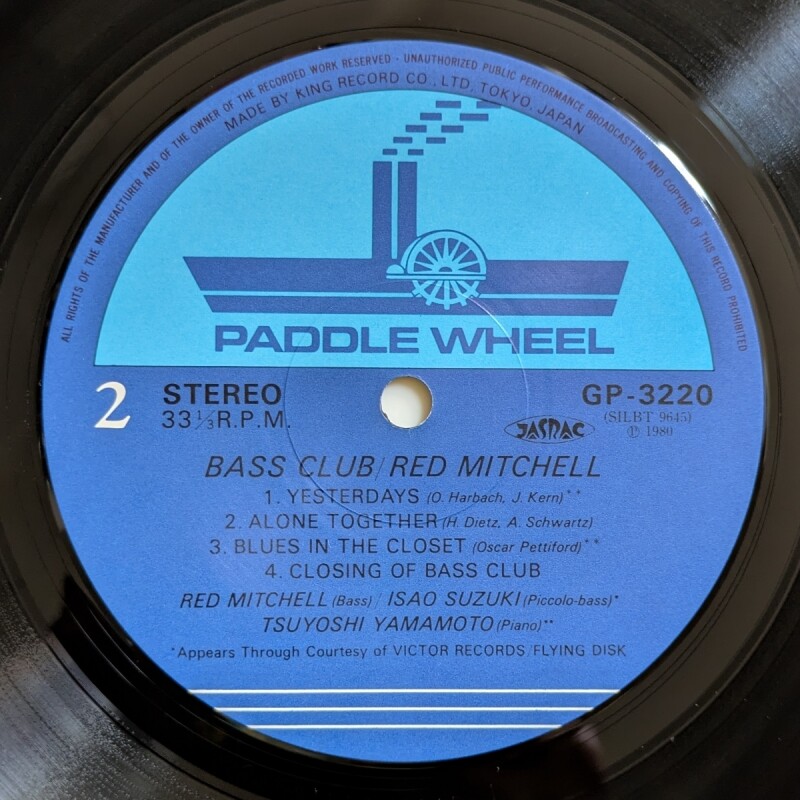 ALL RIGHTS OF THE MANUFACTURER AND OF THE OWNER OF THE RECORDED WORK RESERVED · UNAUTHORIZED PUBLIC PERFORMANCE BROADCASTING AND COPYING OF THIS RECORD PROHIBITED
MADE BY KING RECORD CO., LTD. TOKYO, JAPAN
PADDLE WHEEL
2 STEREO GP-3220
33 1/3 R.P.M. (SILBT 9645)
JASRAC ℗ 1980
BASS CLUB/RED MITCHELL
1. YESTERDAYS (O. Harbach, J. Kern)**
2. ALONE TOGETHER (H. Dietz, A. Schwartz)
3. BLUES IN THE CLOSET (Oscar Pettiford)**
4. CLOSING OF BASS CLUB
RED MITCHELL (Bass)/ISAO SUZUKI (Piccolo-bass)*
TSUYOSHI YAMAMOTO (Piano)**
*Appears Through Courtesy of VICTOR RECORDS/FLYING DISK